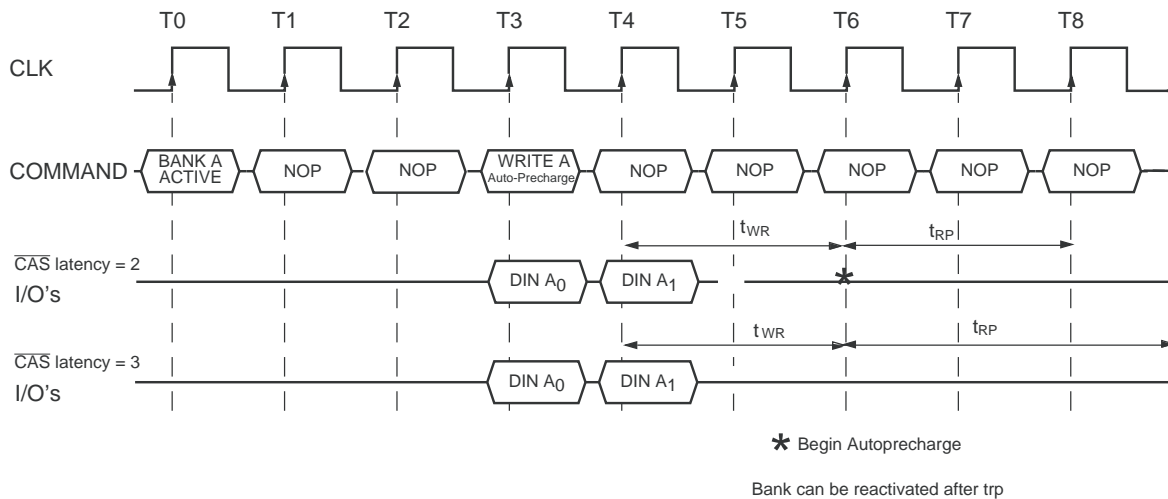 T0 T1 T2 T3 T4 T5 T6 T7 T8
CLK
COMMAND
BANK A
ACTIVE
NOP
NOP
WRITE A
Auto-Precharge
NOP
NOP
NOP
NOP
NOP
tWR
tRP
CAS latency = 2
I/O's
DIN A0
DIN A1
*
tWR
tRP
CAS latency = 3
I/O's
DIN A0
DIN A1
* Begin Autoprecharge
Bank can be reactivated after trp